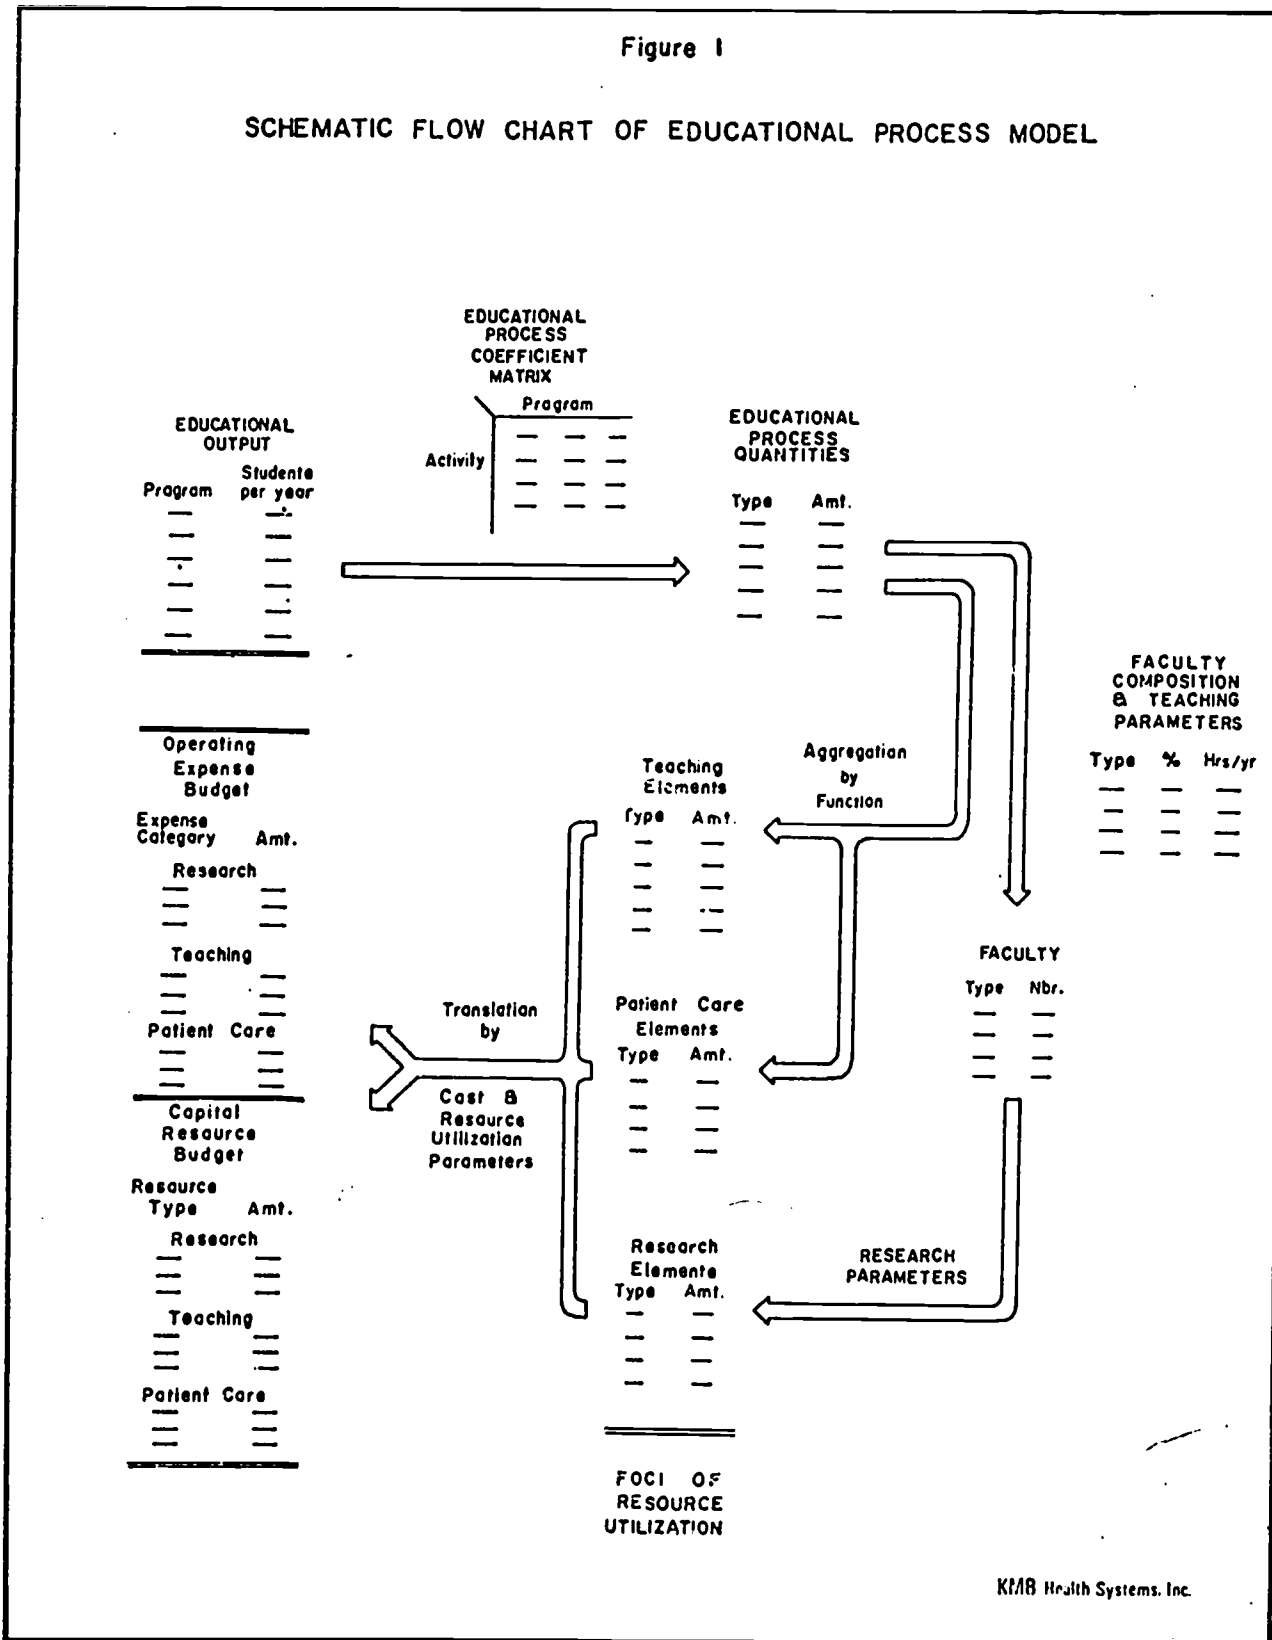 Figure 1
SCHEMATIC FLOW CHART OF EDUCATIONAL PROCESS MODEL
EDUCATIONAL
PROCESS
COEFFICIENT
MATRIX
Program
Activity
EDUCATIONAL
OUTPUT
Program
Students
per year
EDUCATIONAL
PROCESS
QUANTITIES
Type Amt.
FACULTY
COMPOSITION
& TEACHING
PARAMETERS
Type % Hrs/yr
Aggregation
by
Function
Teaching
Elements
Type Amt.
Operating
Expense
Budget
Expense
Category Amt.
Research
Teaching
Patient Care
Capital
Resource
Budget
Resource
Type Amt.
Research
Teaching
Patient Care
Translation
by
Cost &
Resource
Utilization
Parameters
Patient Care
Elements
Type Amt.
FACULTY
Type Nbr.
RESEARCH
PARAMETERS
Research
Elements
Type Amt.
FOCI OF
RESOURCE
UTILIZATION
KMB Health Systems, Inc.